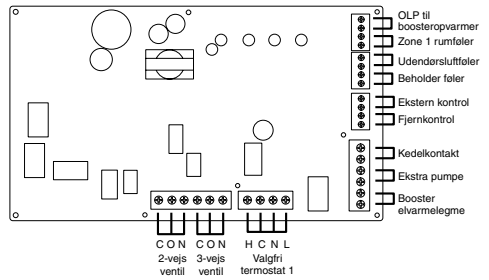 OLP til
boosteropvarmer
Zone 1 rumføler
Udendørsluftføler
Beholder føler
Ekstern kontrol
Fjernkontrol
Kedelkontakt
Ekstra pumpe
Booster
elvarmelegme
C O N C O N H C N L
2-vejs 3-vejs Valgfri
ventil ventil termostat 1